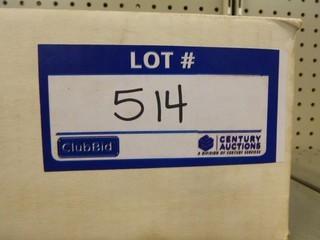 LOT #
514
ClubBid
CENTURY
AUCTIONS
A DIVISION OF CENTURY SERVICES